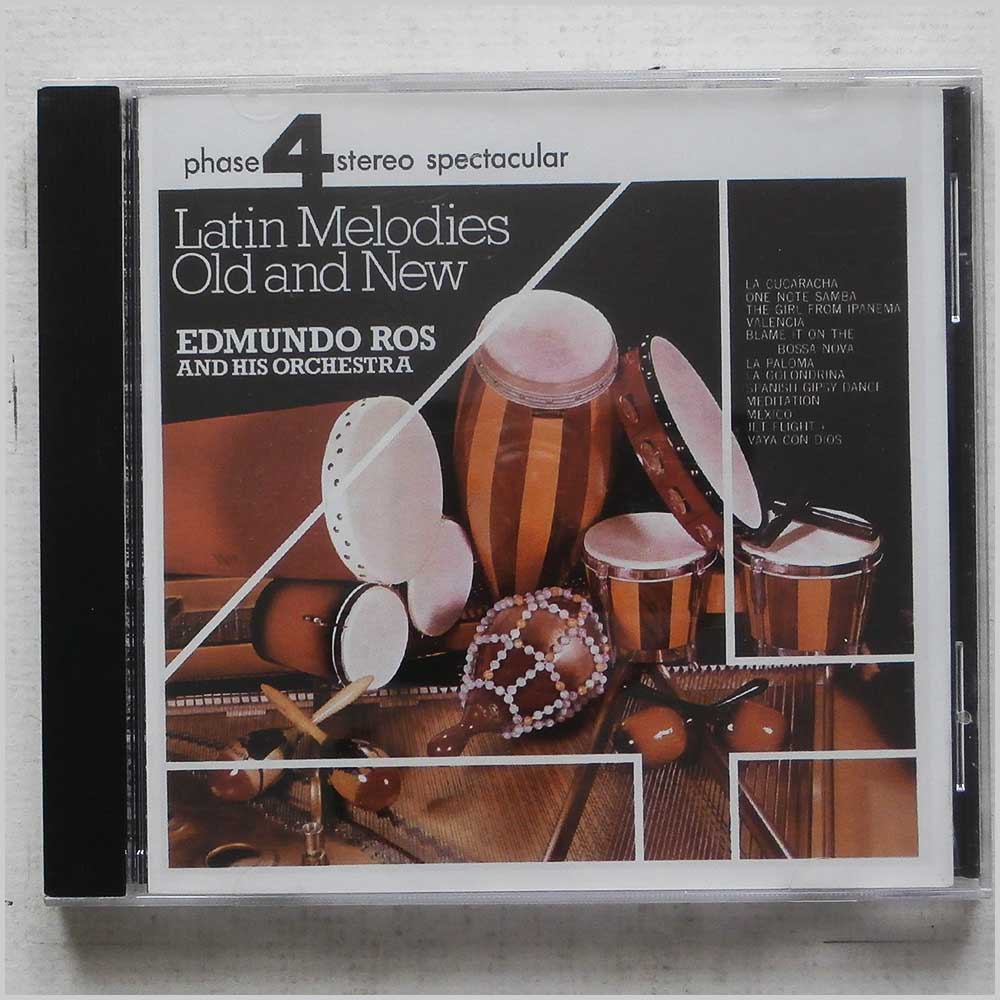 phase 4 stereo spectacular
Latin Melodies
Old and New
EDMUNDO ROS
AND HIS ORCHESTRA
LA CUCARACHA
ONE NOTE SAMBA
THE GIRL FROM IPANEMA
VALENCIA
BLAME IT ON THE
BOSSA NOVA
LA PALOMA
LA GOLONDRINA
SPANISH GIPSY DANCE
MEDITATION
MEXICO
JET FLIGHT
VAYA CON DIOS